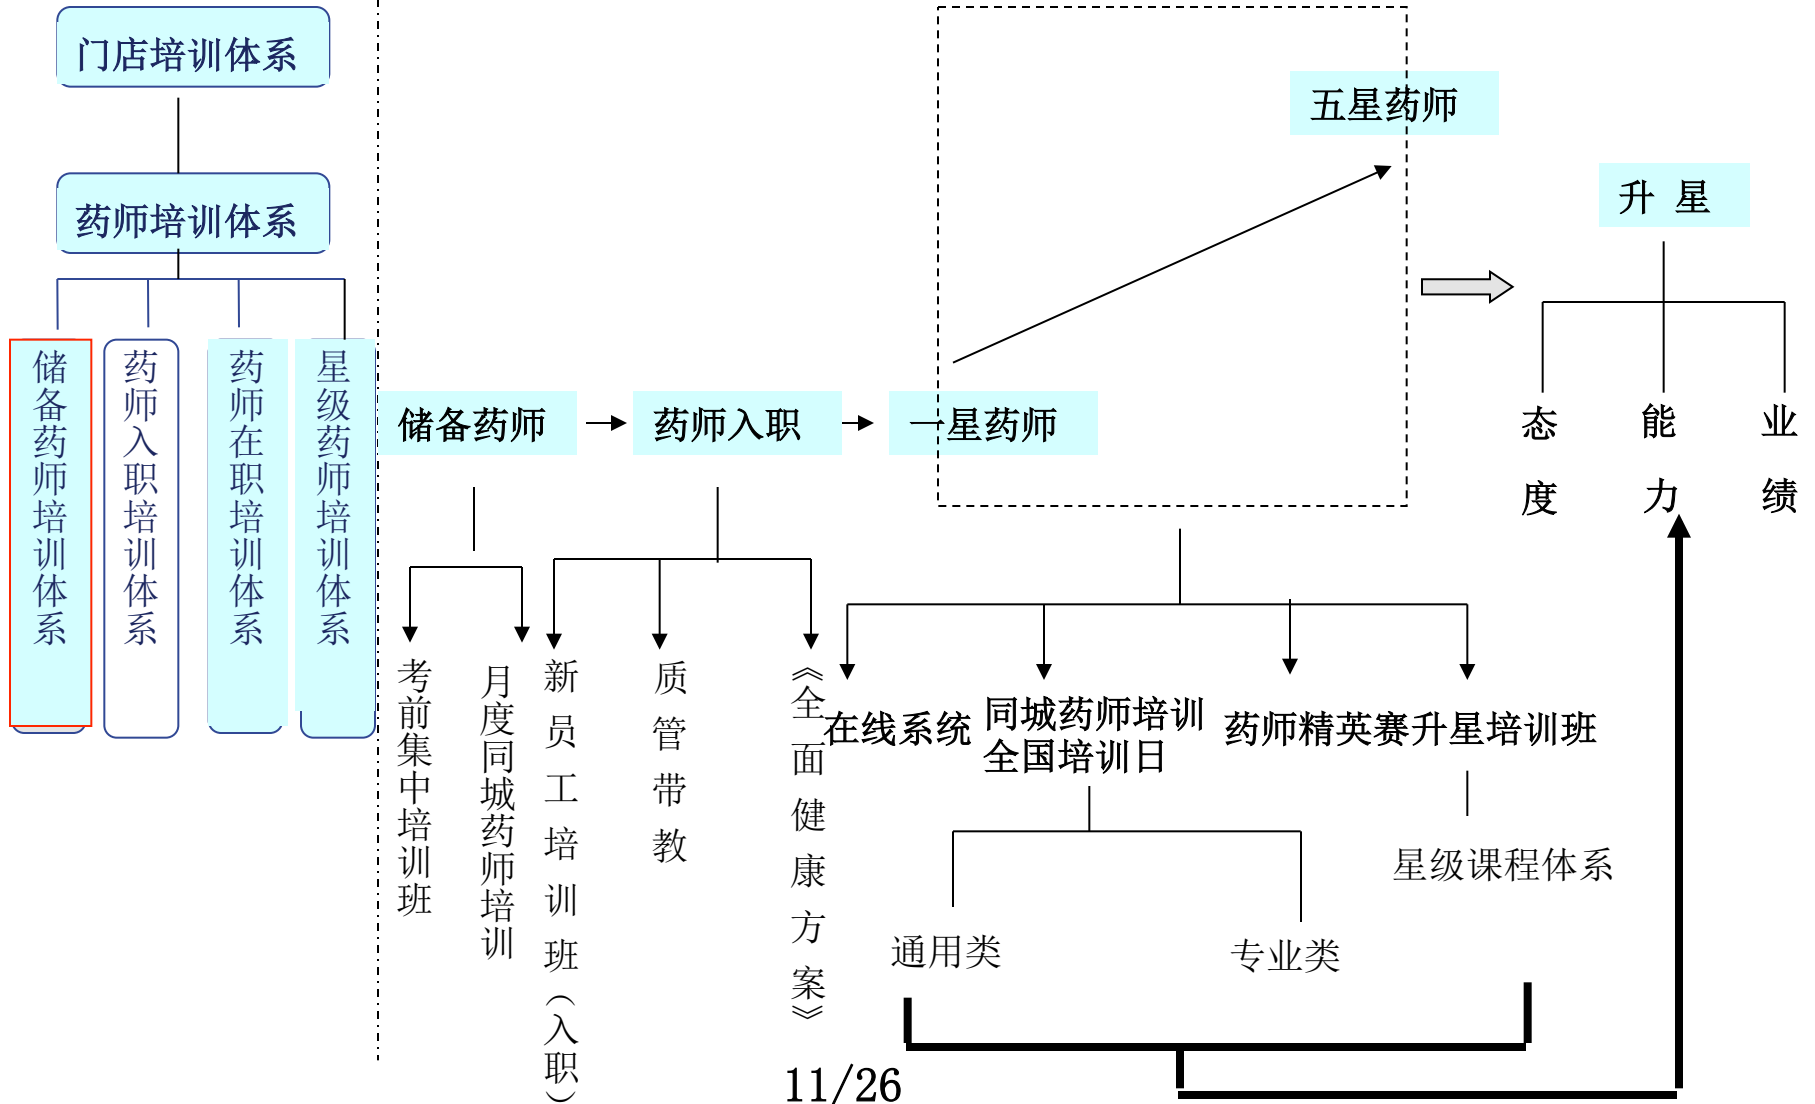 门店培训体系
药师培训体系
储备药师培训体系
药师入职培训体系
药师在职培训体系
星级药师培训体系
储备药师
药师入职
一星药师
五星药师
升 星
态度
能力
业绩
考前集中培训班
月度同城药师培训
新员工培训班（入职）
质管带教
《全面健康方案》
在线系统
同城药师培训
全国培训日
药师精英赛
升星培训班
星级课程体系
通用类
专业类
11/26